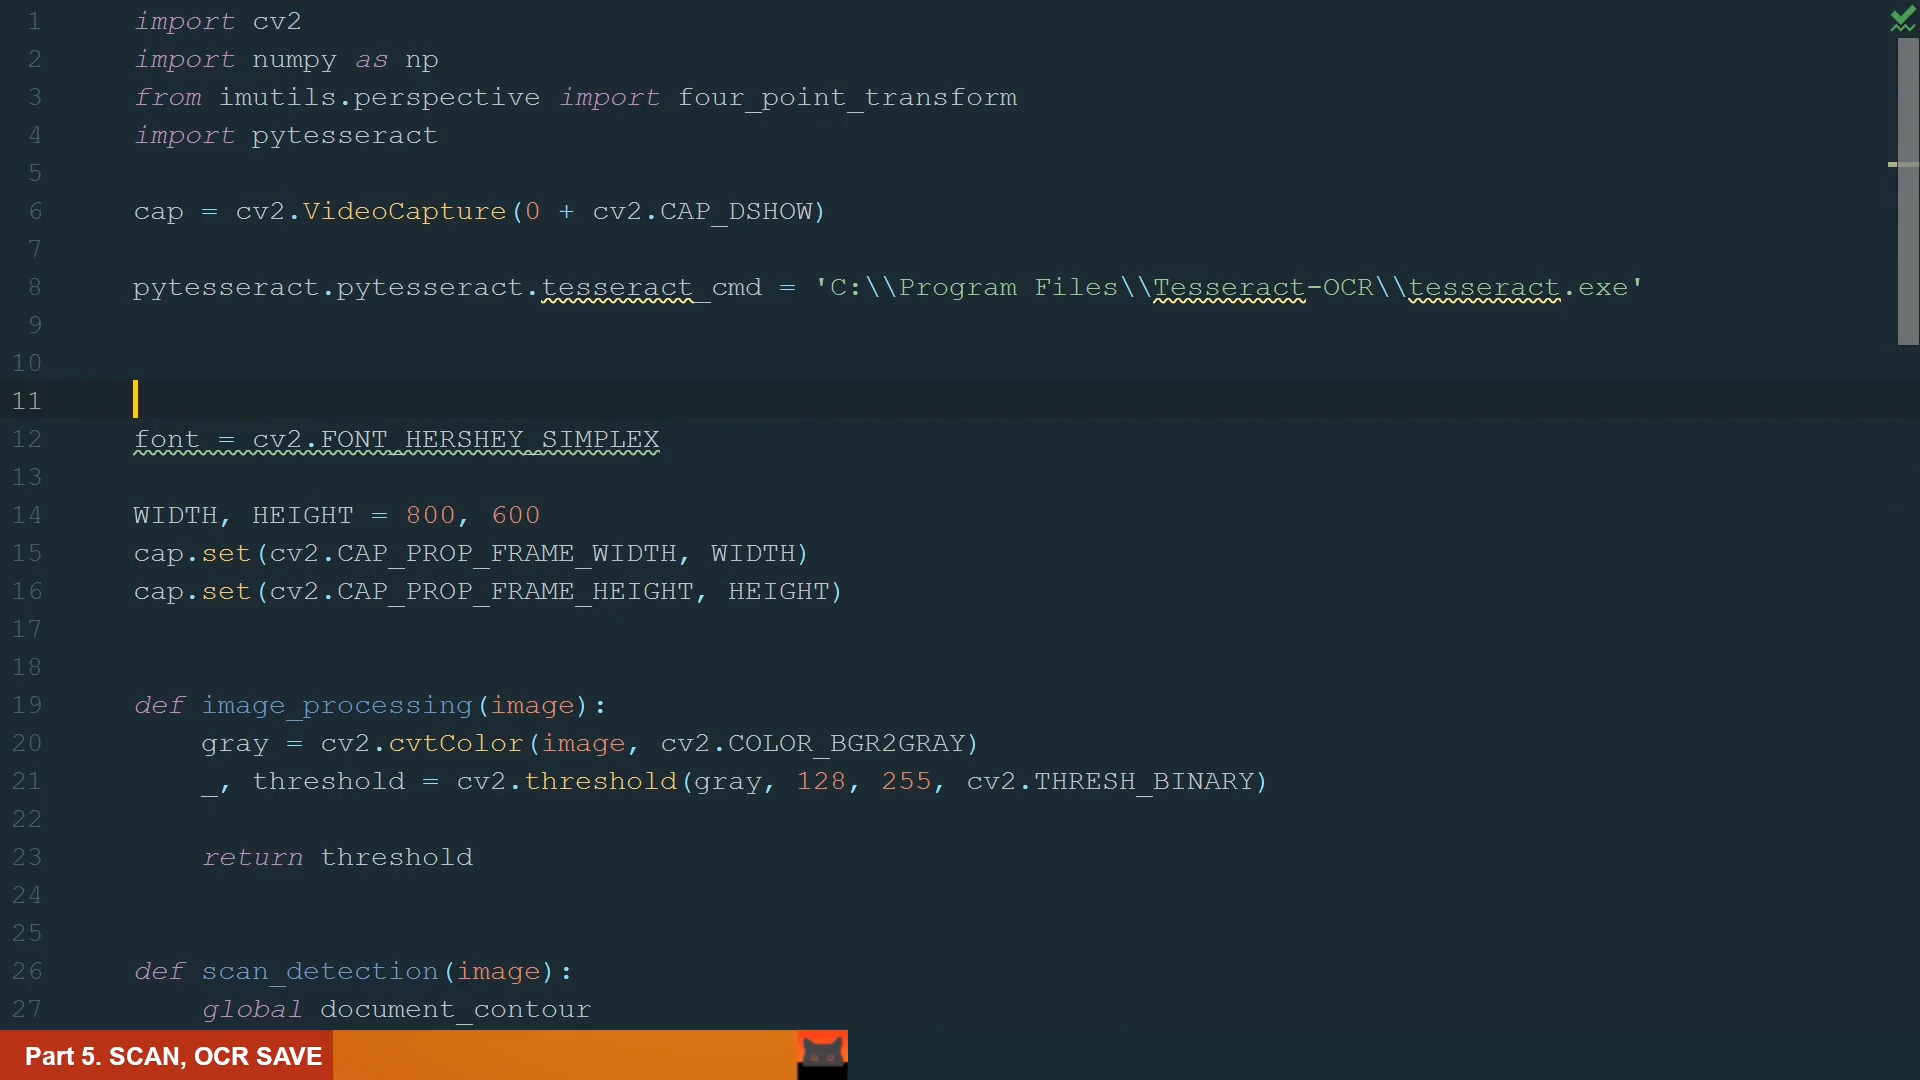 1 import cv2
2 import numpy as np
3 from imutils.perspective import four_point_transform
4 import pytesseract
5
6 cap = cv2.VideoCapture(0 + cv2.CAP_DSHOW)
7
8 pytesseract.pytesseract.tesseract_cmd = 'C:\\Program Files\\Tesseract-OCR\\tesseract.exe'
9
10
11
12 font = cv2.FONT_HERSHEY_SIMPLEX
13
14 WIDTH, HEIGHT = 800, 600
15 cap.set(cv2.CAP_PROP_FRAME_WIDTH, WIDTH)
16 cap.set(cv2.CAP_PROP_FRAME_HEIGHT, HEIGHT)
17
18
19 def image_processing(image):
20     gray = cv2.cvtColor(image, cv2.COLOR_BGR2GRAY)
21     _, threshold = cv2.threshold(gray, 128, 255, cv2.THRESH_BINARY)
22
23     return threshold
24
25
26 def scan_detection(image):
27     global document_contour
Part 5. SCAN, OCR SAVE